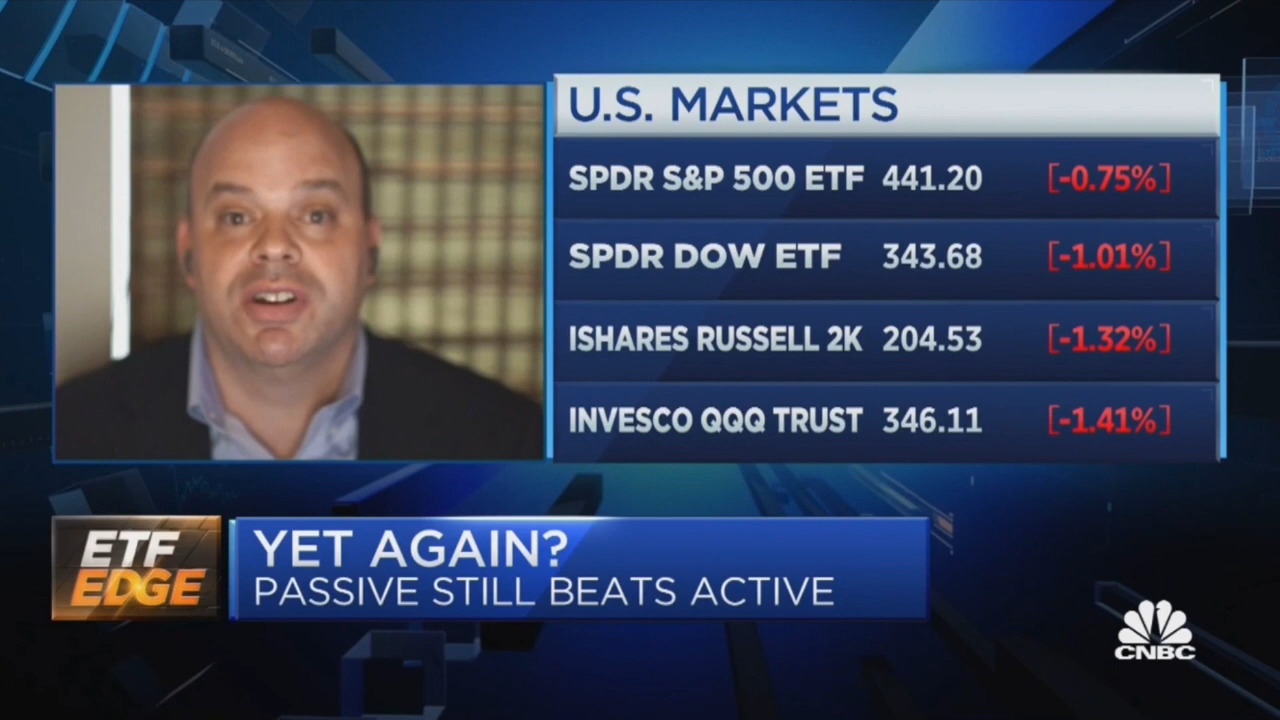 U.S. MARKETS
SPDR S&P 500 ETF 441.20 [-0.75%]
SPDR DOW ETF 343.68 [-1.01%]
ISHARES RUSSELL 2K 204.53 [-1.32%]
INVESCO QQQ TRUST 346.11 [-1.41%]
ETF
EDGE
YET AGAIN?
PASSIVE STILL BEATS ACTIVE
CNBC